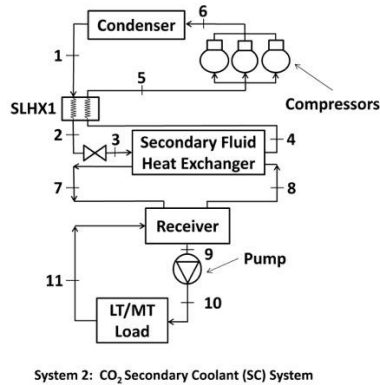 6
Condenser
1
5
Compressors
SLHX1
2
3
4
Secondary Fluid
Heat Exchanger
7
8
Receiver
9
Pump
11
10
LT/MT
Load
System 2: CO₂ Secondary Coolant (SC) System